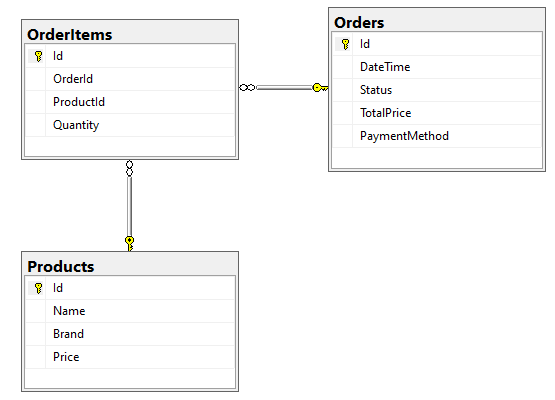 OrderItems
Id
OrderId
ProductId
Quantity
Orders
Id
DateTime
Status
TotalPrice
PaymentMethod
Products
Id
Name
Brand
Price